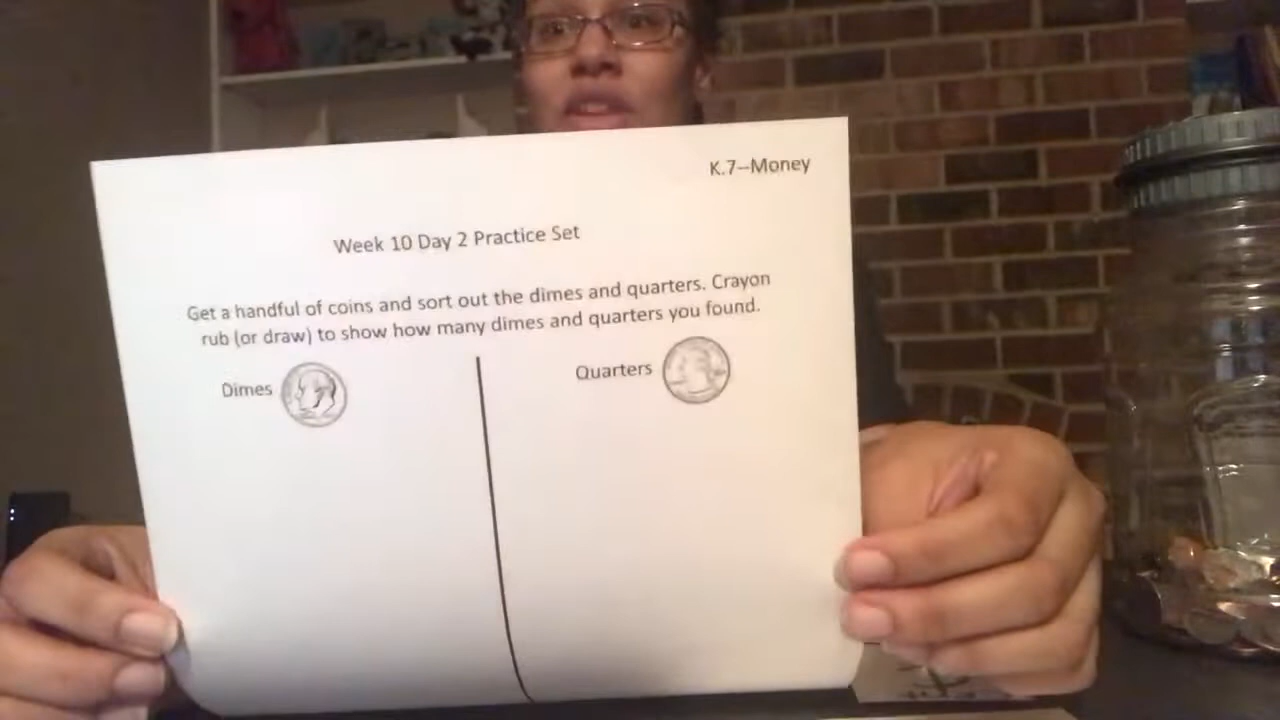 K.7–Money
Week 10 Day 2 Practice Set
Get a handful of coins and sort out the dimes and quarters. Crayon
rub (or draw) to show how many dimes and quarters you found.
Dimes
Quarters